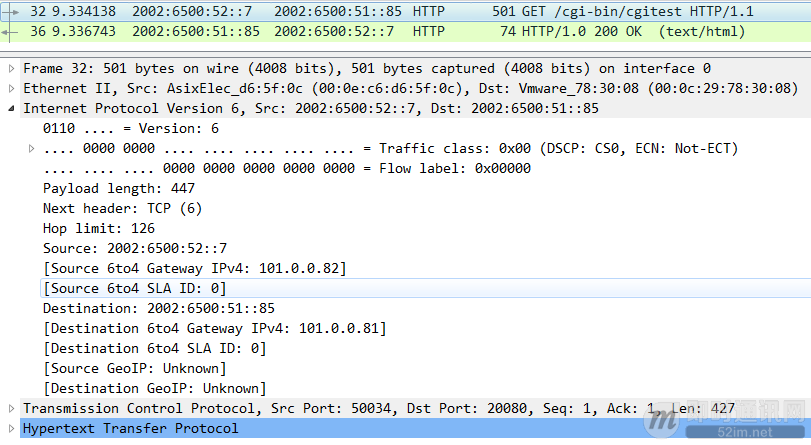 32 9.334138 2002:6500:52::7 2002:6500:51::85 HTTP 501 GET /cgi-bin/cgitest HTTP/1.1
36 9.336743 2002:6500:51::85 2002:6500:52::7 HTTP 74 HTTP/1.0 200 OK (text/html)
Frame 32: 501 bytes on wire (4008 bits), 501 bytes captured (4008 bits) on interface 0
Ethernet II, Src: AsixElec_d6:5f:0c (00:0e:c6:d6:5f:0c), Dst: Vmware_78:30:08 (00:0c:29:78:30:08)
Internet Protocol Version 6, Src: 2002:6500:52::7, Dst: 2002:6500:51::85
0110 .... = Version: 6
.... 0000 0000 .... .... .... .... .... = Traffic class: 0x00 (DSCP: CS0, ECN: Not-ECT)
.... .... .... 0000 0000 0000 0000 0000 = Flow label: 0x00000
Payload length: 447
Next header: TCP (6)
Hop limit: 126
Source: 2002:6500:52::7
[Source 6to4 Gateway IPv4: 101.0.0.82]
[Source 6to4 SLA ID: 0]
Destination: 2002:6500:51::85
[Destination 6to4 Gateway IPv4: 101.0.0.81]
[Destination 6to4 SLA ID: 0]
[Source GeoIP: Unknown]
[Destination GeoIP: Unknown]
Transmission Control Protocol, Src Port: 50034, Dst Port: 20080, Seq: 1, Ack: 1, Len: 427
Hypertext Transfer Protocol
即时通讯网
52im.net